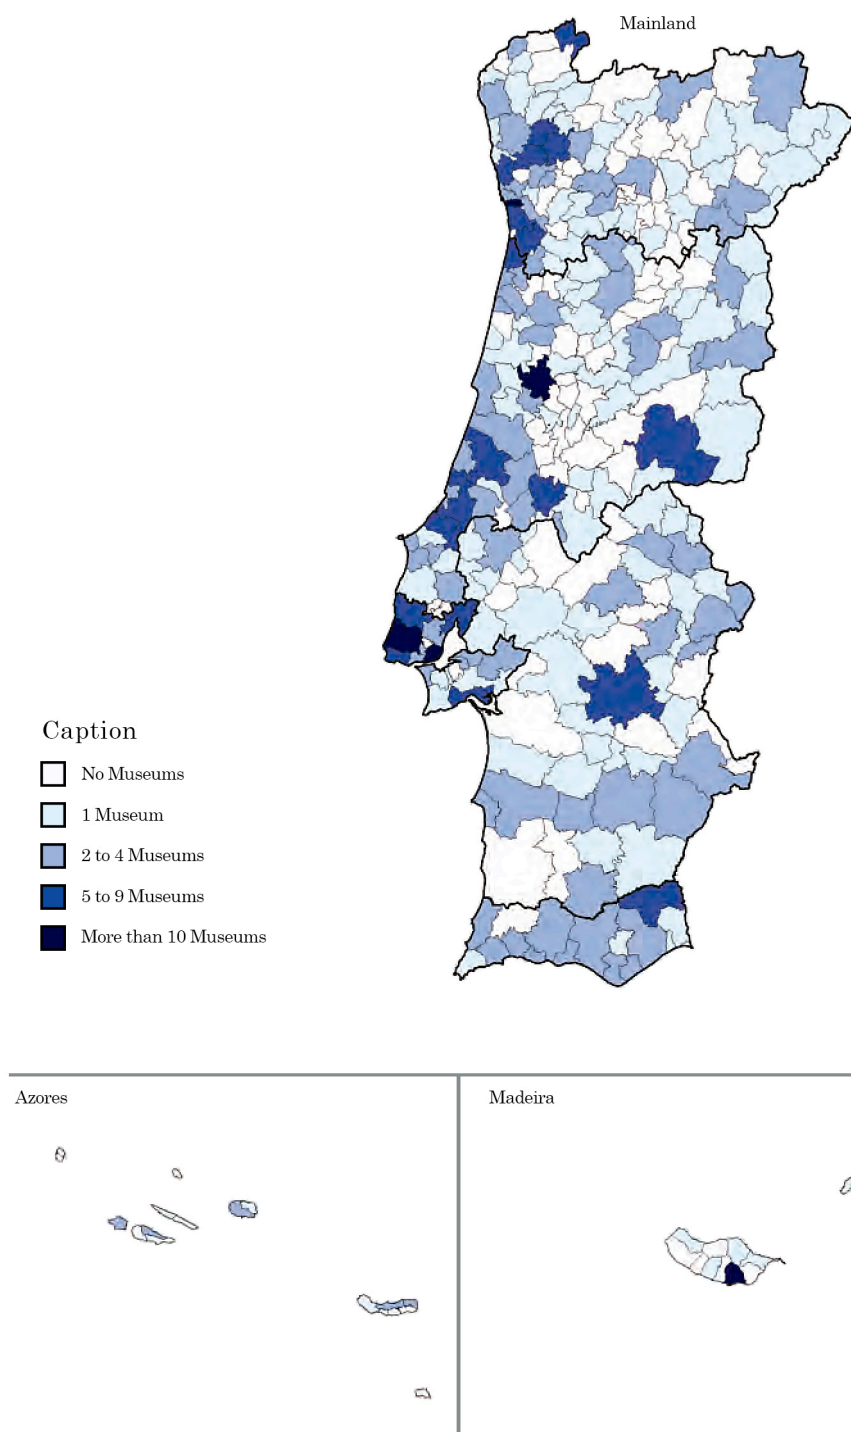 Mainland
Caption
No Museums
1 Museum
2 to 4 Museums
5 to 9 Museums
More than 10 Museums
Azores
Madeira